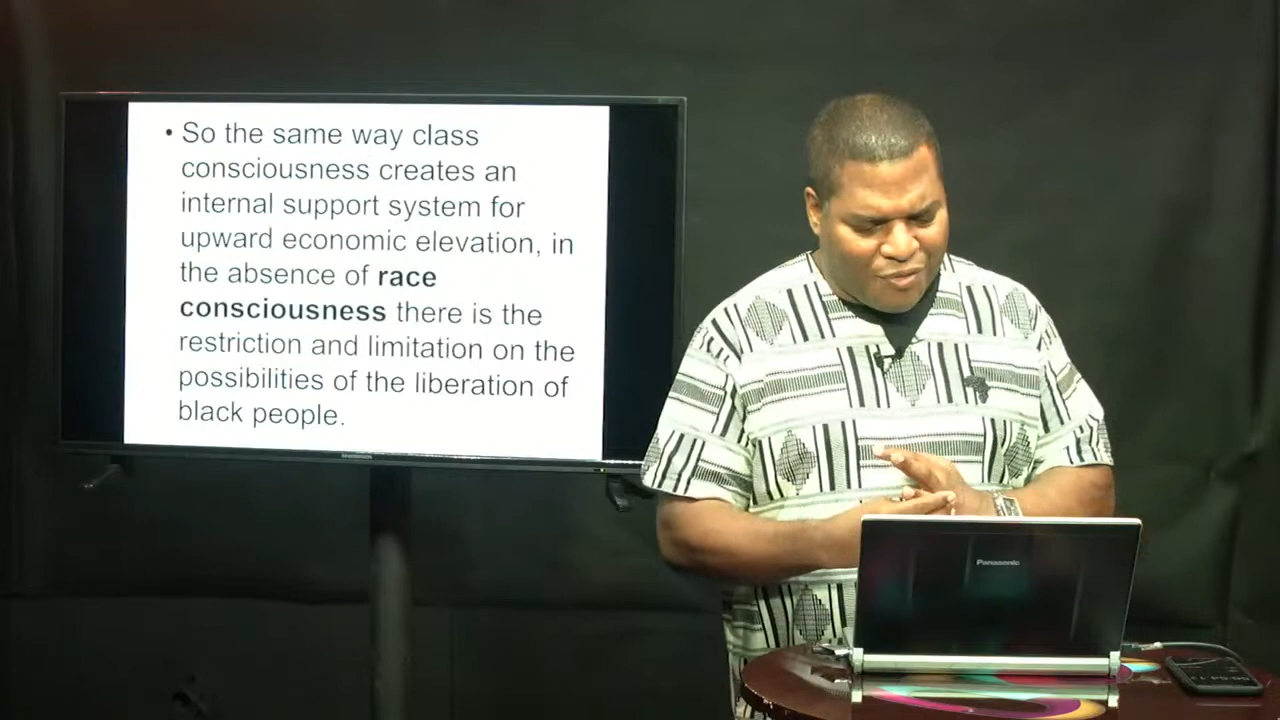 • So the same way class
consciousness creates an
internal support system for
upward economic elevation, in
the absence of race
consciousness there is the
restriction and limitation on the
possibilities of the liberation of
black people.
Panasonic